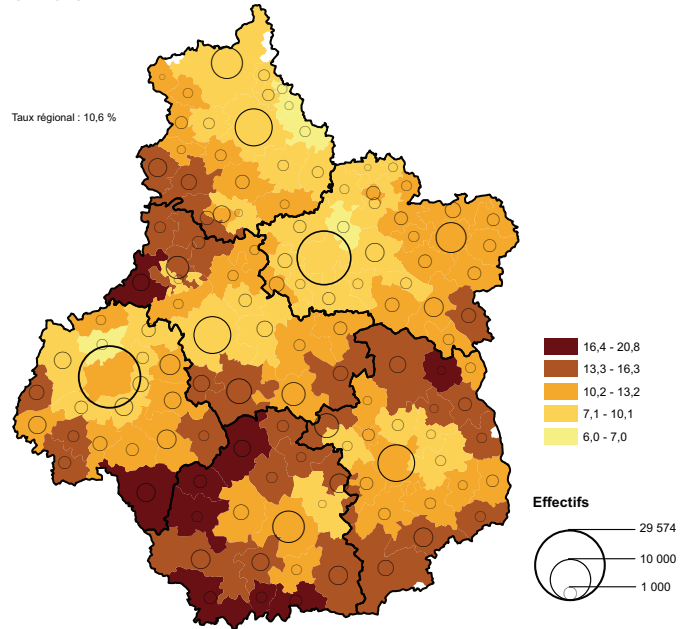 Taux régional : 10,6 %
16,4 - 20,8
13,3 - 16,3
10,2 - 13,2
7,1 - 10,1
6,0 - 7,0
Effectifs
29 574
10 000
1 000